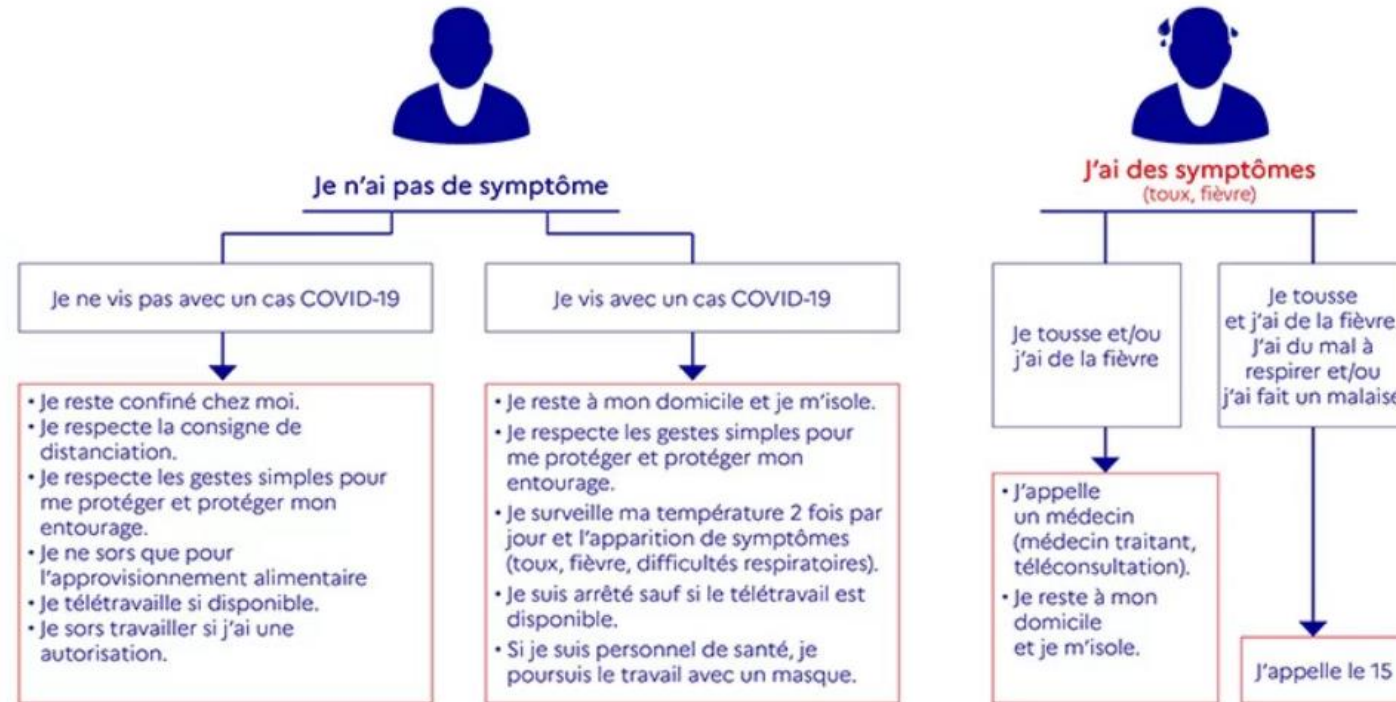 Je n'ai pas de symptôme
Je ne vis pas avec un cas COVID-19
• Je reste confiné chez moi.
• Je respecte la consigne de
distanciation.
• Je respecte les gestes simples pour
me protéger et protéger mon
entourage.
• Je ne sors que pour
l'approvisionnement alimentaire
• Je télétravaille si disponible.
• Je sors travailler si j'ai une
autorisation.
Je vis avec un cas COVID-19
• Je reste à mon domicile et je m'isole.
• Je respecte les gestes simples pour
me protéger et protéger mon
entourage.
• Je surveille ma température 2 fois par
jour et l'apparition de symptômes
(toux, fièvre, difficultés respiratoires).
• Je suis arrêté sauf si le télétravail est
disponible.
• Si je suis personnel de santé, je
poursuis le travail avec un masque.
J'ai des symptômes
(toux, fièvre)
Je tousse et/ou
j'ai de la fièvre
• J'appelle
un médecin
(médecin traitant,
téléconsultation).
• Je reste à mon
domicile
et je m'isole.
Je tousse
et j'ai de la fièvre
J'ai du mal à
respirer et/ou
j'ai fait un malaise
J'appelle le 15